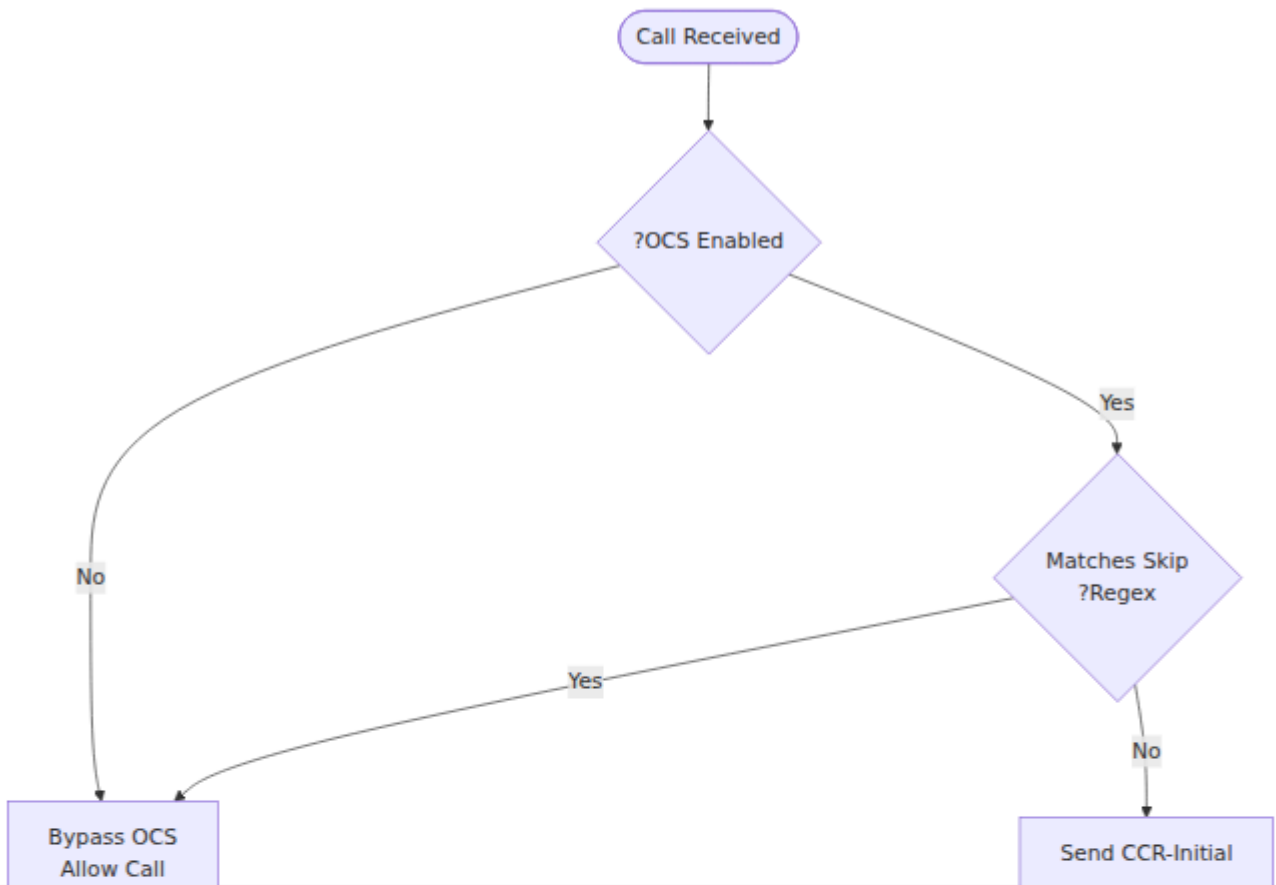 Call Received
?OCS Enabled
Yes
Matches Skip
?Regex
No
Yes
No
Bypass OCS
Allow Call
Send CCR-Initial